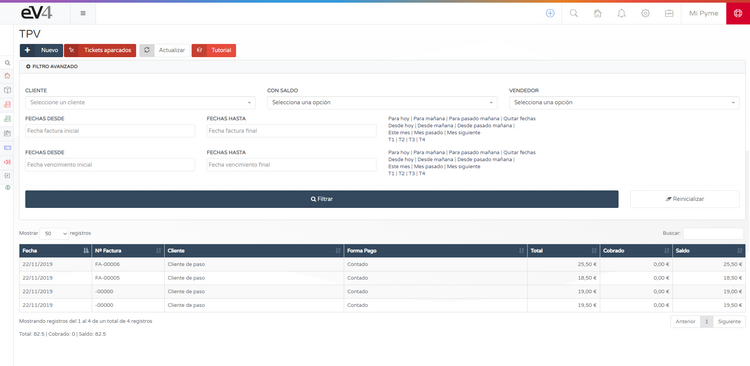 eV4
Mi Pyme
TPV
Nuevo Tickets aparcados Actualizar Tutorial
FILTRO AVANZADO
CLIENTE CON SALDO VENDEDOR
Seleccione un cliente Selecciona una opción Selecciona una opción
FECHAS DESDE FECHAS HASTA
Fecha factura inicial Fecha factura final
Para hoy | Para mañana | Para pasado mañana | Quitar fechas
Desde hoy | Desde mañana | Desde pasado mañana |
Este mes | Mes pasado | Mes siguiente
T1 | T2 | T3 | T4
FECHAS DESDE FECHAS HASTA
Fecha vencimiento inicial Fecha vencimiento final
Para hoy | Para mañana | Para pasado mañana | Quitar fechas
Desde hoy | Desde mañana | Desde pasado mañana |
Este mes | Mes pasado | Mes siguiente
T1 | T2 | T3 | T4
Filtrar Reinicializar
Mostrar 50 registros Buscar:
Fecha Nº Factura Cliente Forma Pago Total Cobrado Saldo
22/11/2019 FA-00006 Cliente de paso Contado 25,50 € 0,00 € 25,50 €
22/11/2019 FA-00005 Cliente de paso Contado 18,50 € 0,00 € 18,50 €
22/11/2019 -00000 Cliente de paso Contado 19,00 € 0,00 € 19,00 €
22/11/2019 -00000 Cliente de paso Contado 19,50 € 0,00 € 19,50 €
Mostrando registros del 1 al 4 de un total de 4 registros
Anterior 1 Siguiente
Total: 82.5 | Cobrado: 0 | Saldo: 82.5